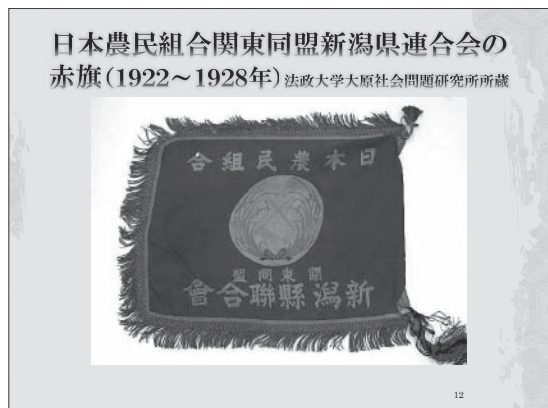 日本農民組合関東同盟新潟県連合会の
赤旗（1922～1928年）法政大学大原社会問題研究所所蔵
日本農民組合
關東同盟
新潟縣聯合會
12